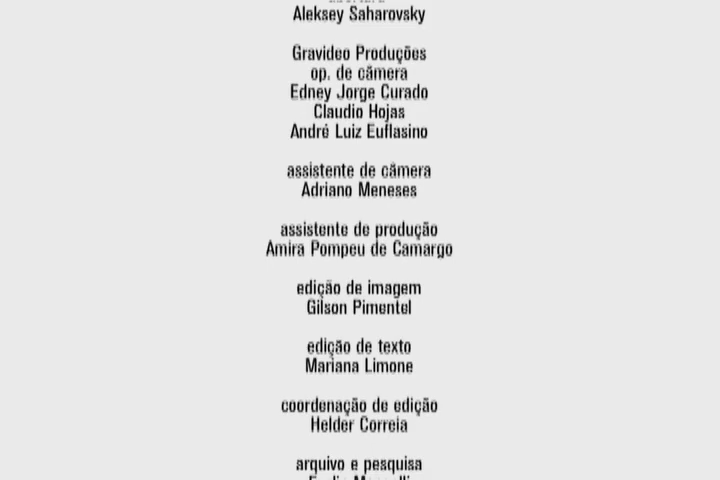 Aleksey Saharovsky
Gravideo Produções
op. de câmera
Edney Jorge Curado
Claudio Hojas
André Luiz Euflasino
assistente de câmera
Adriano Meneses
assistente de produção
Amira Pompeu de Camargo
edição de imagem
Gilson Pimentel
edição de texto
Mariana Limone
coordenação de edição
Helder Correia
arquivo e pesquisa